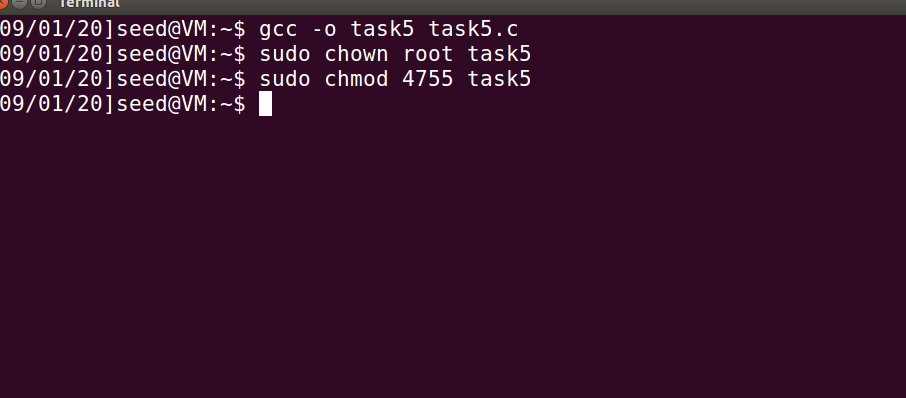 Terminal
09/01/20]seed@VM:~$ gcc -o task5 task5.c
09/01/20]seed@VM:~$ sudo chown root task5
09/01/20]seed@VM:~$ sudo chmod 4755 task5
09/01/20]seed@VM:~$